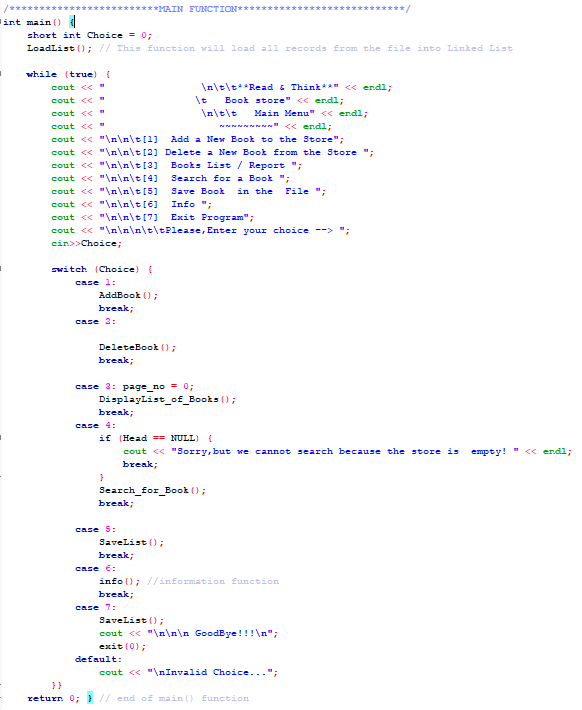 /*************************MAIN FUNCTION****************************/
int main() {
    short int Choice = 0;
    LoadList(); // This function will load all records from the file into Linked List

    while (true) {
        cout << "                \n\t\t**Read & Think**" << endl;
        cout << "               \t   Book store" << endl;
        cout << "                \n\t\t   Main Menu" << endl;
        cout << "                   ~~~~~~~~~" << endl;
        cout << "\n\n\t[1]  Add a New Book to the Store";
        cout << "\n\n\t[2] Delete a New Book from the Store ";
        cout << "\n\n\t[3]  Books List / Report ";
        cout << "\n\n\t[4]  Search for a Book ";
        cout << "\n\n\t[5]  Save Book  in the  File ";
        cout << "\n\n\t[6]  Info ";
        cout << "\n\n\t[7]  Exit Program";
        cout << "\n\n\n\t\tPlease,Enter your choice --> ";
        cin>>Choice;

        switch (Choice) {
            case 1:
                AddBook();
                break;
            case 2:

                DeleteBook();
                break;

            case 3: page_no = 0;
                DisplayList_of_Books();
                break;
            case 4:
                if (Head == NULL) {
                    cout << "Sorry,but we cannot search because the store is  empty! " << endl;
                    break;
                }
                Search_for_Book();
                break;

            case 5:
                SaveList();
                break;
            case 6:
                info(); //information function
                break;
            case 7:
                SaveList();
                cout << "\n\n\n GoodBye!!!\n";
                exit(0);
            default:
                cout << "\nInvalid Choice...";
        }}
    return 0; } // end of main() function